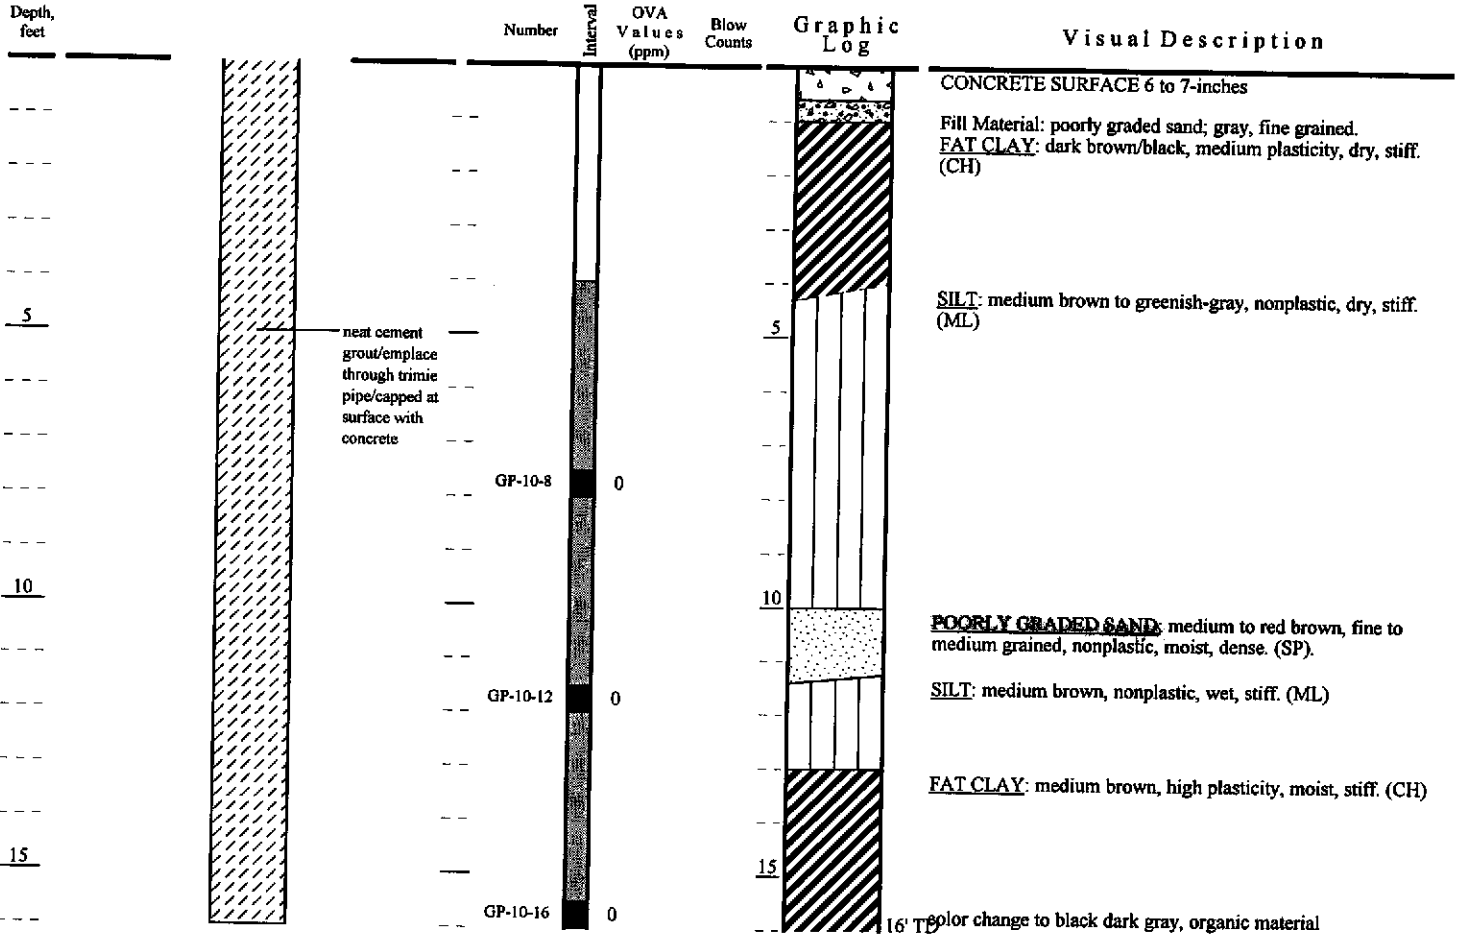 Depth,
feet
Number
Interval
OVA
Values
(ppm)
Blow
Counts
Graphic
Log
Visual Description
CONCRETE SURFACE 6 to 7-inches
Fill Material: poorly graded sand; gray, fine grained.
FAT CLAY: dark brown/black, medium plasticity, dry, stiff.
(CH)
SILT: medium brown to greenish-gray, nonplastic, dry, stiff.
(ML)
5
5
neat cement
grout/emplace
through trimie
pipe/capped at
surface with
concrete
GP-10-8
0
10
10
POORLY GRADED SAND: medium to red brown, fine to
medium grained, nonplastic, moist, dense. (SP).
GP-10-12
0
SILT: medium brown, nonplastic, wet, stiff. (ML)
FAT CLAY: medium brown, high plasticity, moist, stiff. (CH)
15
15
GP-10-16
0
16' TD
color change to black dark gray, organic material